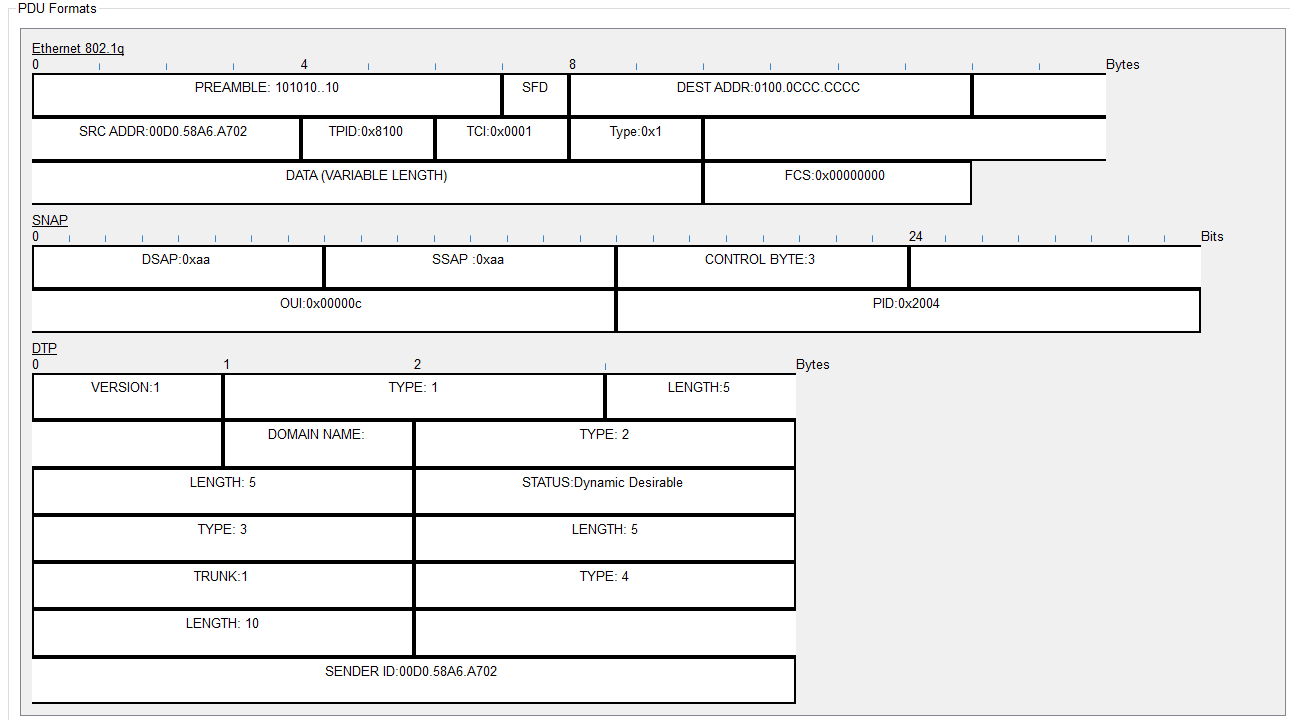 PDU Formats
Ethernet 802.1q
0 4 8 Bytes
PREAMBLE: 101010..10 SFD DEST ADDR:0100.0CCC.CCCC
SRC ADDR:00D0.58A6.A702 TPID:0x8100 TCI:0x0001 Type:0x1
DATA (VARIABLE LENGTH) FCS:0x00000000
SNAP
0 24 Bits
DSAP:0xaa SSAP :0xaa CONTROL BYTE:3
OUI:0x00000c PID:0x2004
DTP
0 1 2 Bytes
VERSION:1 TYPE: 1 LENGTH:5
DOMAIN NAME: TYPE: 2
LENGTH: 5 STATUS:Dynamic Desirable
TYPE: 3 LENGTH: 5
TRUNK:1 TYPE: 4
LENGTH: 10
SENDER ID:00D0.58A6.A702